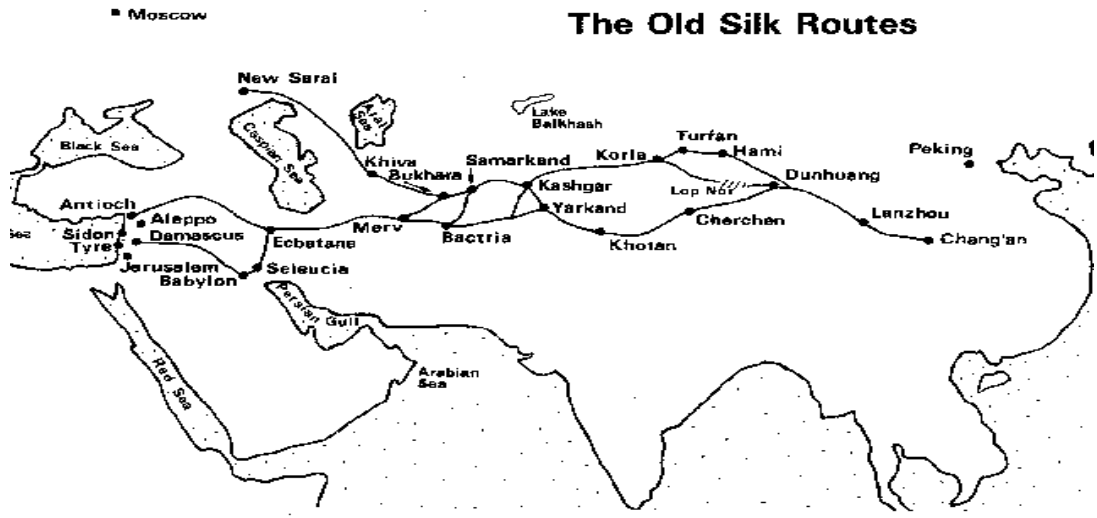 Moscow
The Old Silk Routes
New Sarai
Aral
Sea
Lake
Balkhash
Black Sea
Caspian Sea
Turfan
Hami
Peking
Khiva
Bukhara
Samarkand
Korla
Kashgar
Lop Nor
Dunhuang
Antioch
Aleppo
Yarkand
Cherchen
Lanzhou
Sea
Sidon
Tyre
Damascus
Ecbatana
Merv
Bactria
Khotan
Chang'an
Jerusalem
Babylon
Seleucia
Persian Gulf
Red Sea
Arabian
Sea